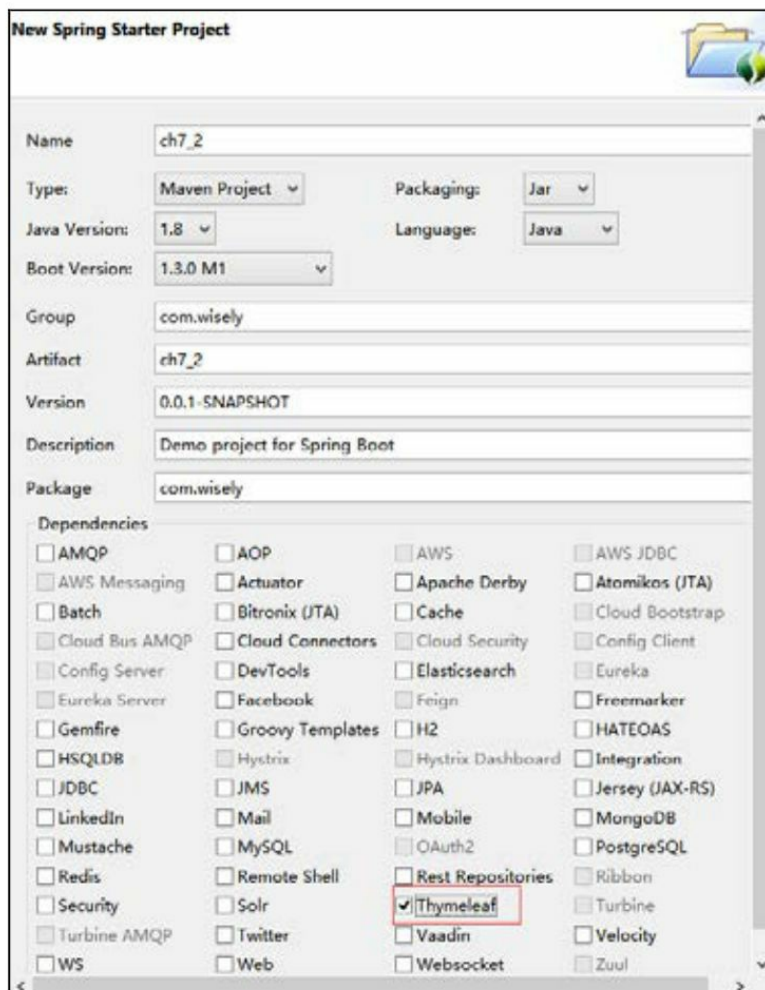 New Spring Starter Project
Name ch7_2
Type: Maven Project Packaging: Jar
Java Version: 1.8 Language: Java
Boot Version: 1.3.0 M1
Group com.wisely
Artifact ch7_2
Version 0.0.1-SNAPSHOT
Description Demo project for Spring Boot
Package com.wisely
Dependencies
AMQP AOP AWS AWS JDBC
AWS Messaging Actuator Apache Derby Atomikos (JTA)
Batch Bitronix (JTA) Cache Cloud Bootstrap
Cloud Bus AMQP Cloud Connectors Cloud Security Config Client
Config Server DevTools Elasticsearch Eureka
Eureka Server Facebook Feign Freemarker
Gemfire Groovy Templates H2 HATEOAS
HSQLDB Hystrix Hystrix Dashboard Integration
JDBC JMS JPA Jersey (JAX-RS)
LinkedIn Mail Mobile MongoDB
Mustache MySQL OAuth2 PostgreSQL
Redis Remote Shell Rest Repositories Ribbon
Security Solr Thymeleaf Turbine
Turbine AMQP Twitter Vaadin Velocity
WS Web Websocket Zuul